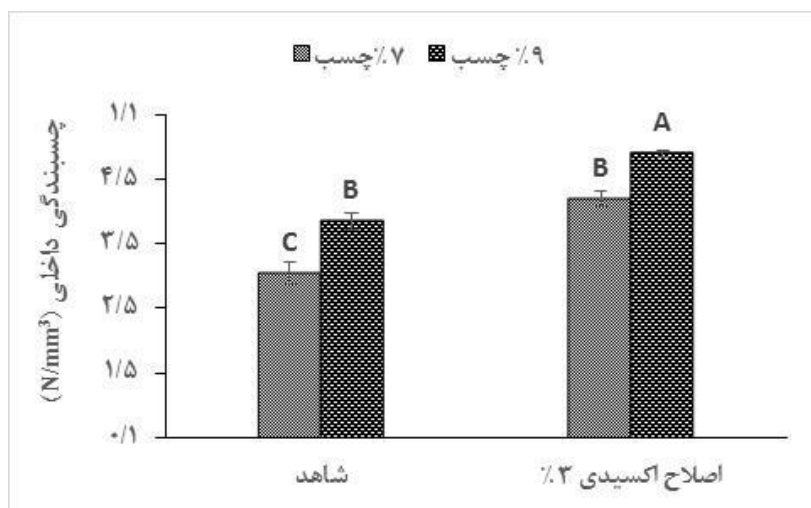 ۹٪ چسب
۷٪چسب
چسبندگی داخلی (N/mm³)
۱/۱
۴/۵
۳/۵
۲/۵
۱/۵
۰/۱
C
B
B
A
شاهد
اصلاح اکسیدی ۳٪